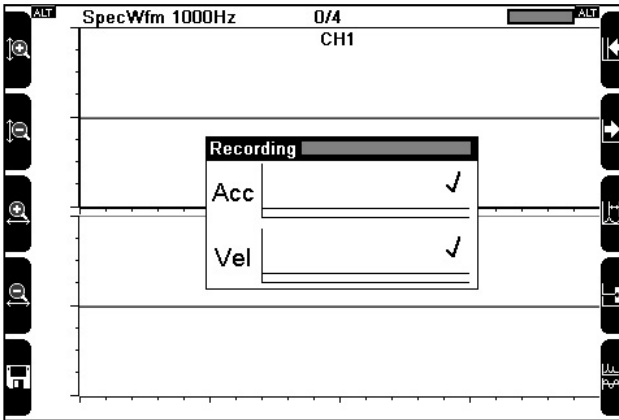 ALT
SpecWfm 1000Hz 0/4
ALT
CH1
Recording
Acc
Vel